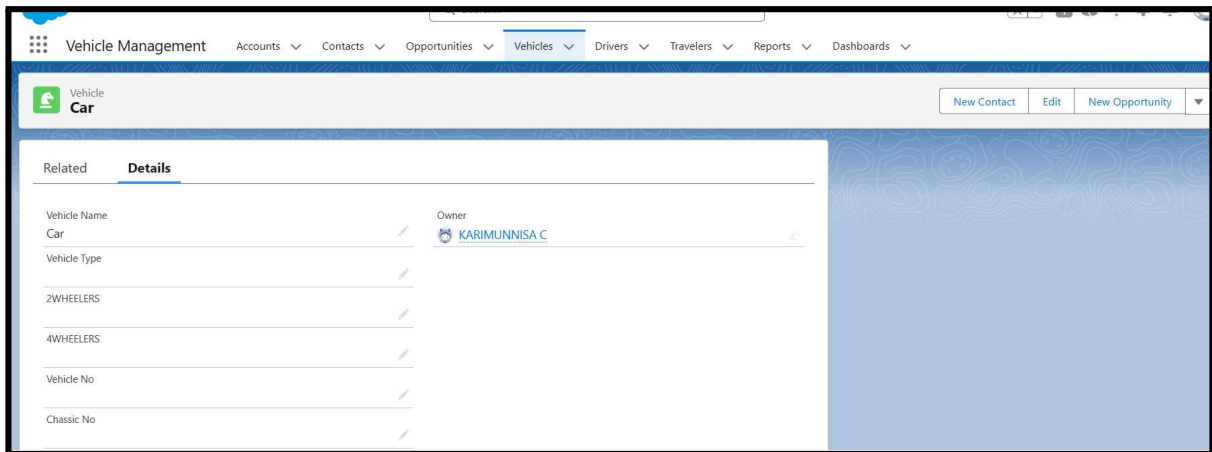 Vehicle Management Accounts Contacts Opportunities Vehicles Drivers Travelers Reports Dashboards
Vehicle
Car
New Contact Edit New Opportunity
Related Details
Vehicle Name
Car
Owner
KARIMUNNISA C
Vehicle Type
2WHEELERS
4WHEELERS
Vehicle No
Chassic No